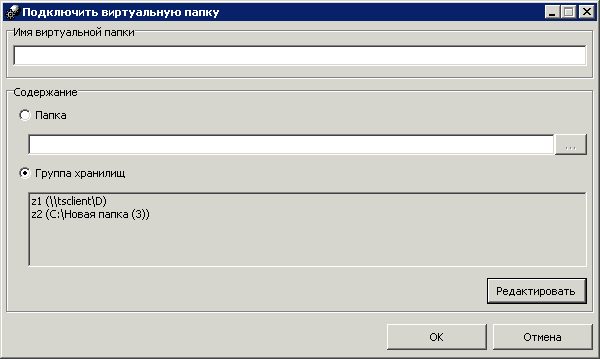 Подключить виртуальную папку
Имя виртуальной папки
Содержание
Папка
...
Группа хранилищ
z1 (\\tsclient\D)
z2 (C:\Новая папка (3))
Редактировать
OK
Отмена